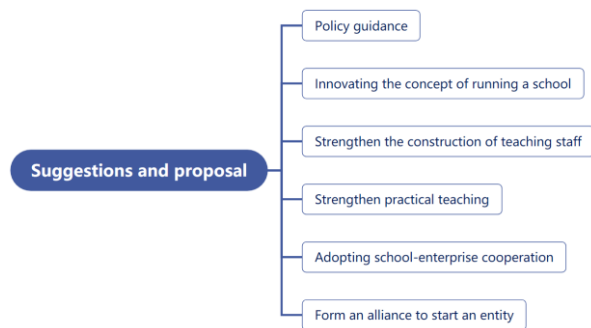 Suggestions and proposal
Policy guidance
Innovating the concept of running a school
Strengthen the construction of teaching staff
Strengthen practical teaching
Adopting school-enterprise cooperation
Form an alliance to start an entity